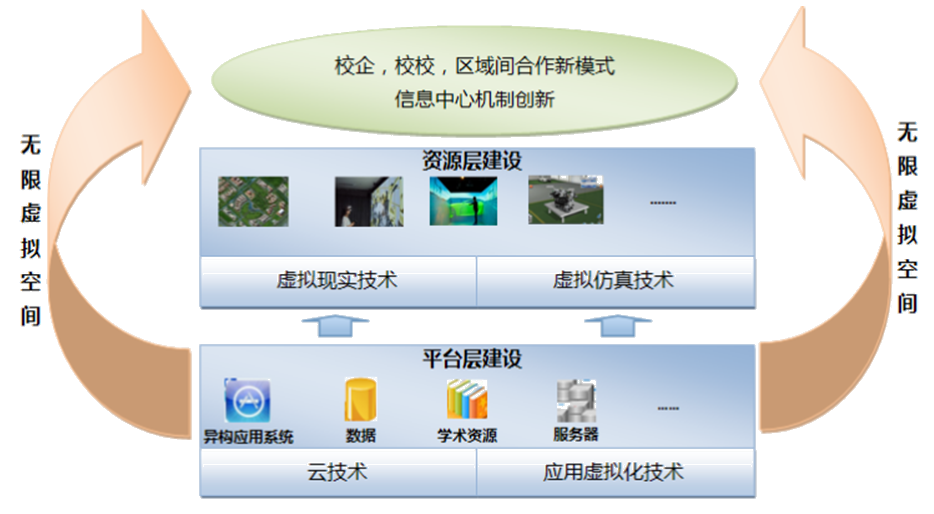 校企，校校，区域间合作新模式
信息中心机制创新
无限虚拟空间
无限虚拟空间
资源层建设
.......
虚拟现实技术
虚拟仿真技术
平台层建设
异构应用系统
数据
学术资源
服务器
......
云技术
应用虚拟化技术